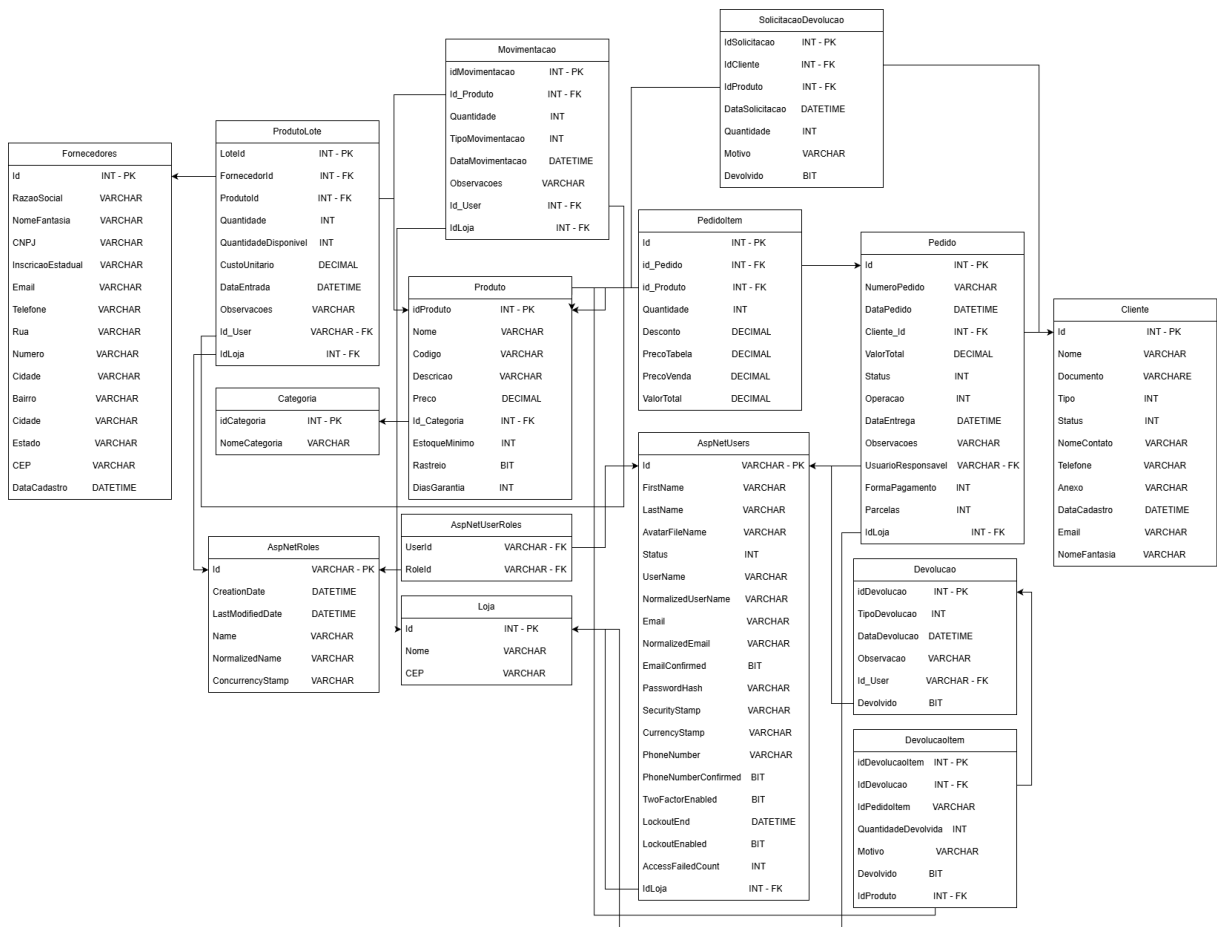 SolicitacaoDevolucao
IdSolicitacao INT - PK
IdCliente INT - FK
IdProduto INT - FK
DataSolicitacao DATETIME
Quantidade INT
Motivo VARCHAR
Devolvido BIT
Movimentacao
idMovimentacao INT - PK
Id_Produto INT - FK
Quantidade INT
TipoMovimentacao INT
DataMovimentacao DATETIME
Observacoes VARCHAR
Id_User INT - FK
IdLoja INT - FK
ProdutoLote
LoteId INT - PK
FornecedorId INT - FK
ProdutoId INT - FK
Quantidade INT
QuantidadeDisponivel INT
CustoUnitario DECIMAL
DataEntrada DATETIME
Observacoes VARCHAR
Id_User VARCHAR - FK
IdLoja INT - FK
Fornecedores
Id INT - PK
RazaoSocial VARCHAR
NomeFantasia VARCHAR
CNPJ VARCHAR
InscricaoEstadual VARCHAR
Email VARCHAR
Telefone VARCHAR
Rua VARCHAR
Numero VARCHAR
Cidade VARCHAR
Bairro VARCHAR
Cidade VARCHAR
Estado VARCHAR
CEP VARCHAR
DataCadastro DATETIME
PedidoItem
Id INT - PK
id_Pedido INT - FK
id_Produto INT - FK
Quantidade INT
Desconto DECIMAL
PrecoTabela DECIMAL
PrecoVenda DECIMAL
ValorTotal DECIMAL
Pedido
Id INT - PK
NumeroPedido VARCHAR
DataPedido DATETIME
Cliente_Id INT - FK
ValorTotal DECIMAL
Status INT
Operacao INT
DataEntrega DATETIME
Observacoes VARCHAR
UsuarioResponsavel VARCHAR - FK
FormaPagamento INT
Parcelas INT
IdLoja INT - FK
Produto
idProduto INT - PK
Nome VARCHAR
Codigo VARCHAR
Descricao VARCHAR
Preco DECIMAL
Id_Categoria INT - FK
EstoqueMinimo INT
Rastreio BIT
DiasGarantia INT
Cliente
Id INT - PK
Nome VARCHAR
Documento VARCHARE
Tipo INT
Status INT
NomeContato VARCHAR
Telefone VARCHAR
Anexo VARCHAR
DataCadastro DATETIME
Email VARCHAR
NomeFantasia VARCHAR
Categoria
idCategoria INT - PK
NomeCategoria VARCHAR
AspNetUsers
Id VARCHAR - PK
FirstName VARCHAR
LastName VARCHAR
AvatarFileName VARCHAR
Status INT
UserName VARCHAR
NormalizedUserName VARCHAR
Email VARCHAR
NormalizedEmail VARCHAR
EmailConfirmed BIT
PasswordHash VARCHAR
SecurityStamp VARCHAR
CurrencyStamp VARCHAR
PhoneNumber VARCHAR
PhoneNumberConfirmed BIT
TwoFactorEnabled BIT
LockoutEnd DATETIME
LockoutEnabled BIT
AccessFailedCount INT
IdLoja INT - FK
AspNetUserRoles
UserId VARCHAR - FK
RoleId VARCHAR - FK
AspNetRoles
Id VARCHAR - PK
CreationDate DATETIME
LastModifiedDate DATETIME
Name VARCHAR
NormalizedName VARCHAR
ConcurrencyStamp VARCHAR
Loja
Id INT - PK
Nome VARCHAR
CEP VARCHAR
Devolucao
idDevolucao INT - PK
TipoDevolucao INT
DataDevolucao DATETIME
Observacao VARCHAR
Id_User VARCHAR - FK
Devolvido BIT
DevolucaoItem
idDevolucaoItem INT - PK
IdDevolucao INT - FK
IdPedidoItem VARCHAR
QuantidadeDevolvida INT
Motivo VARCHAR
Devolvido BIT
IdProduto INT - FK